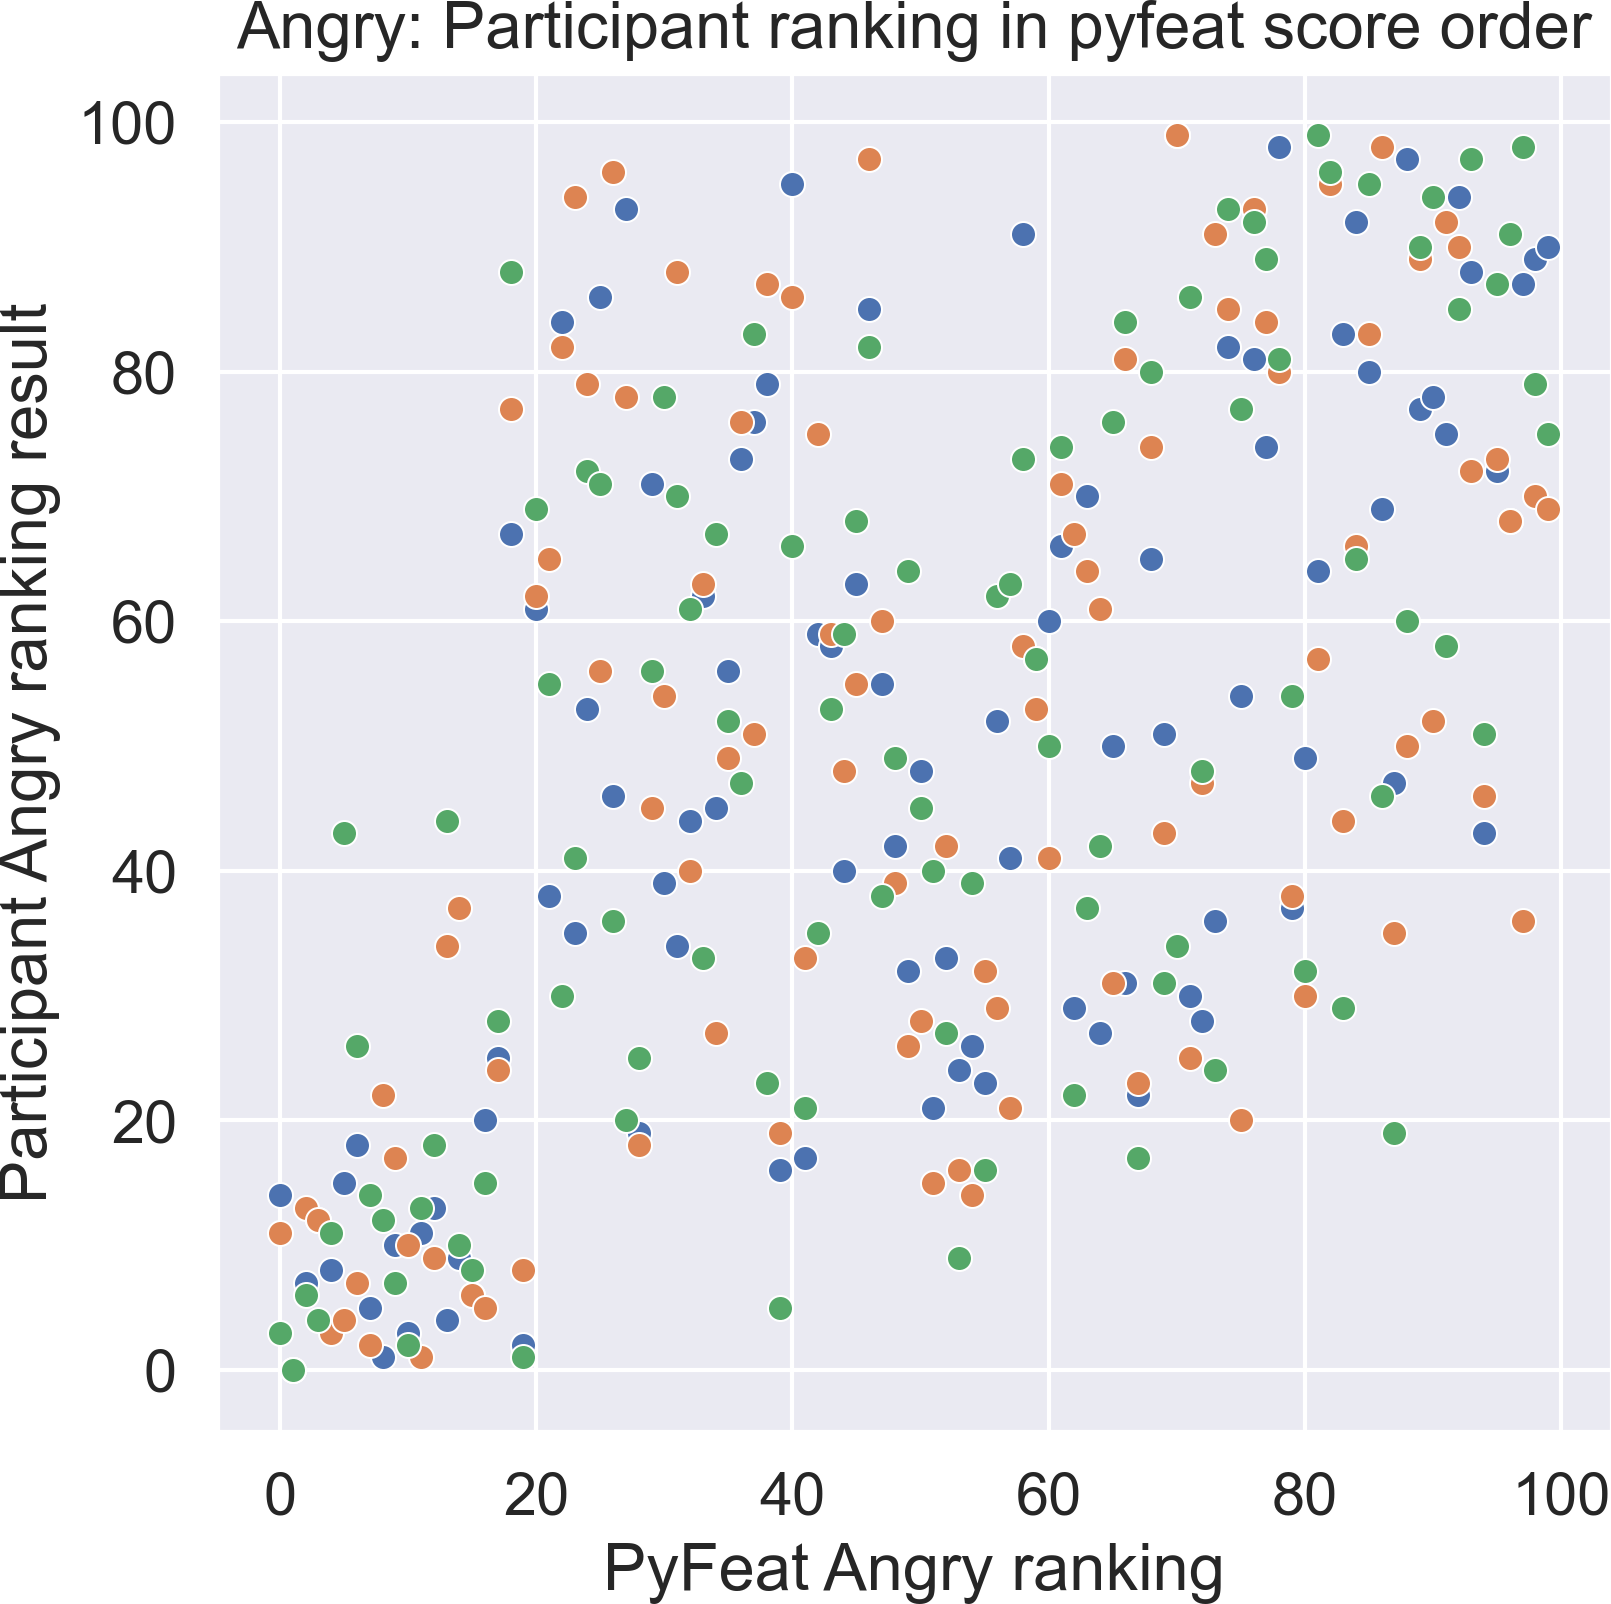 Angry: Participant ranking in pyfeat score order
Participant Angry ranking result
100
80
60
40
20
0
0 20 40 60 80 100
PyFeat Angry ranking